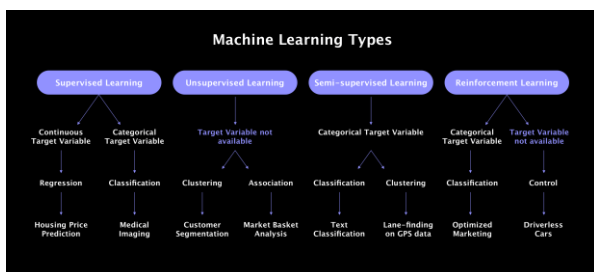 Machine Learning Types
Supervised Learning
Unsupervised Learning
Semi-supervised Learning
Reinforcement Learning
Continuous
Target Variable
Categorical
Target Variable
Target Variable not
available
Categorical Target Variable
Categorical
Target Variable
Target Variable
not available
Regression
Classification
Clustering
Association
Classification
Clustering
Classification
Control
Housing Price
Prediction
Medical
Imaging
Customer
Segmentation
Market Basket
Analysis
Text
Classification
Lane-finding
on GPS data
Optimized
Marketing
Driverless
Cars